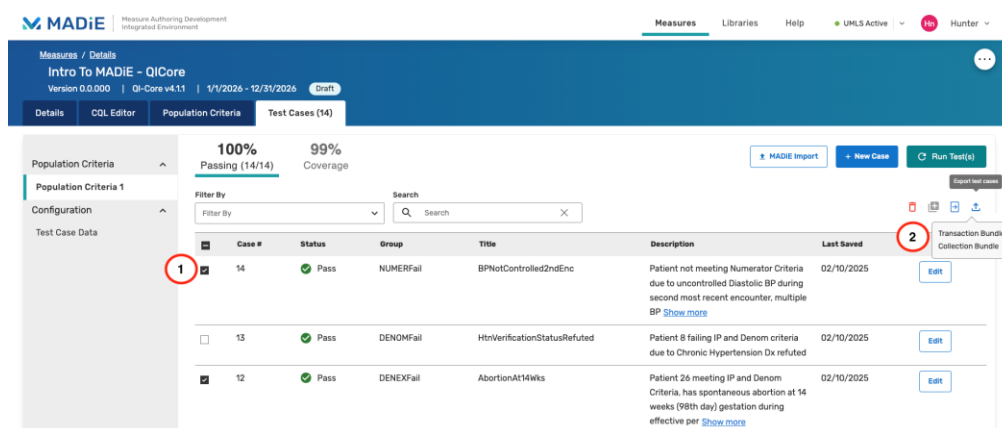 MADiE Measure Authoring Development Integrated Environment
Measures Libraries Help UMLS Active Hn Hunter
Measures / Details
Intro To MADiE - QICore
Version 0.0.000 | QI-Core v4.1.1 | 1/1/2026 - 12/31/2026 Draft
Details CQL Editor Population Criteria Test Cases (14)
Population Criteria
Population Criteria 1
Configuration
Test Case Data
100% 99%
Passing (14/14) Coverage
MADiE Import + New Case Run Test(s)
Export test cases
Filter By Search
Filter By Search
2
Transaction Bundle
Collection Bundle
Case # Status Group Title Description Last Saved
1
14 Pass NUMERFail BPNotControlled2ndEnc Patient not meeting Numerator Criteria 02/10/2025 Edit
due to uncontrolled Diastolic BP during
second most recent encounter, multiple
BP Show more
13 Pass DENOMFail HtnVerificationStatusRefuted Patient 8 failing IP and Denom criteria 02/10/2025 Edit
due to Chronic Hypertension Dx refuted
12 Pass DENEXFail AbortionAt14Wks Patient 26 meeting IP and Denom 02/10/2025 Edit
Criteria, has spontaneous abortion at 14
weeks (98th day) gestation during
effective per Show more